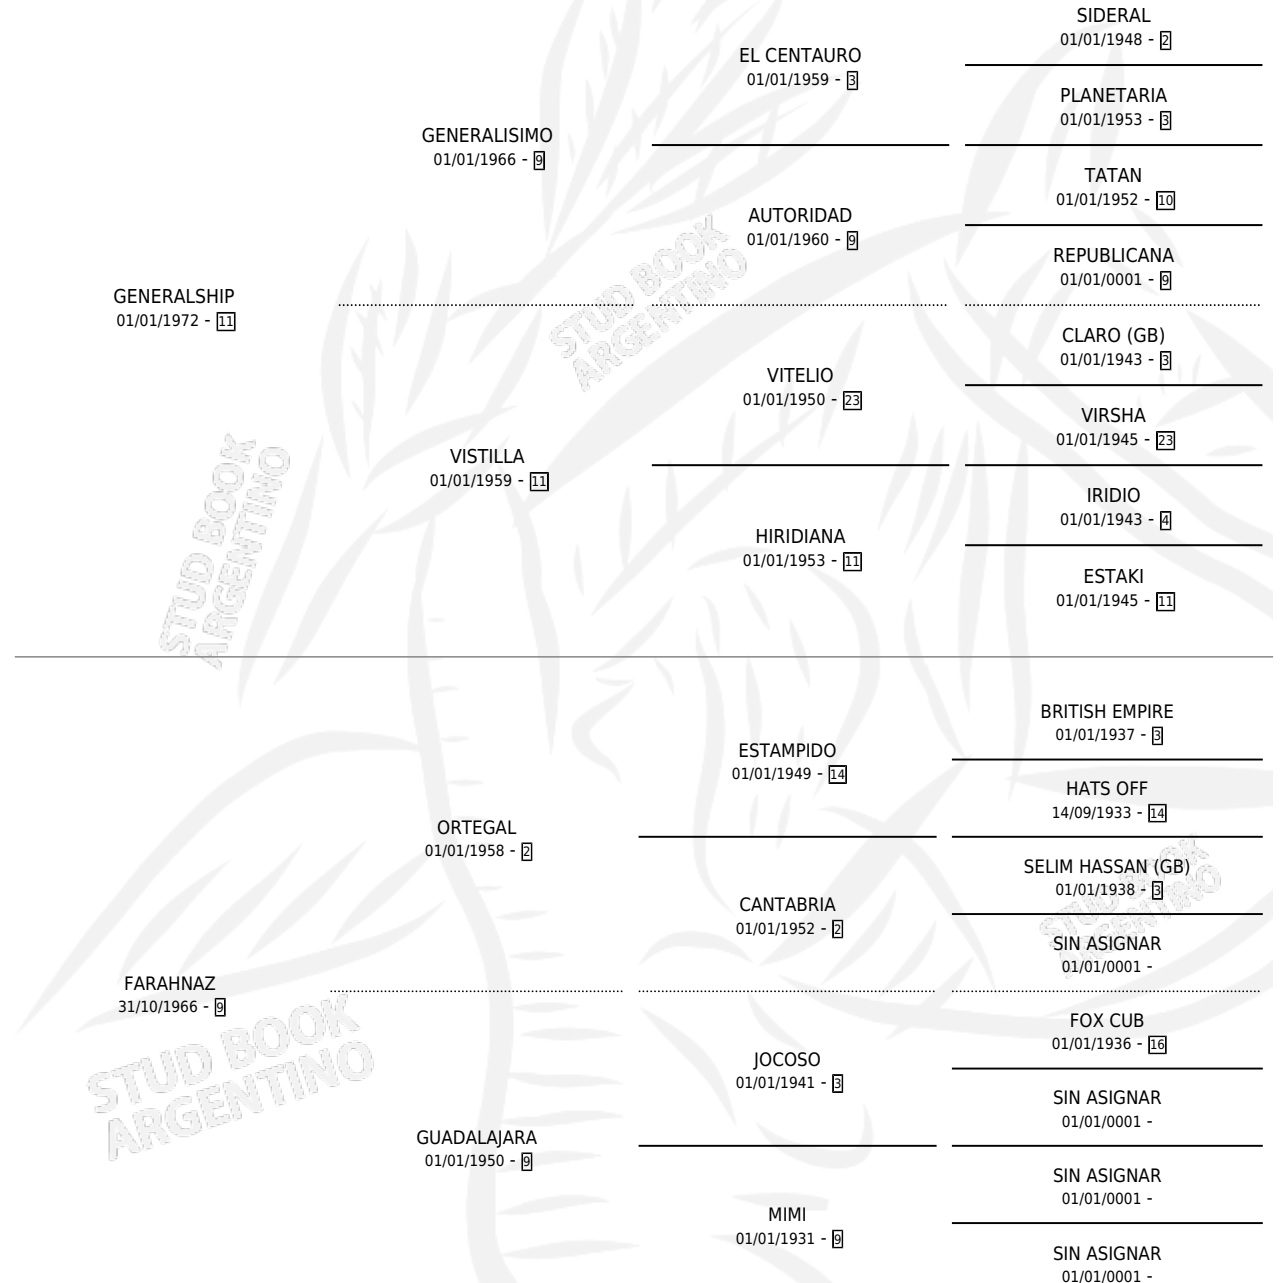 SIDERAL
01/01/1948 - 2
EL CENTAURO
01/01/1959 - 3
PLANETARIA
01/01/1953 - 3
GENERALISIMO
01/01/1966 - 9
TATAN
01/01/1952 - 10
AUTORIDAD
01/01/1960 - 9
REPUBLICANA
01/01/0001 - 9
GENERALSHIP
01/01/1972 - 11
CLARO (GB)
01/01/1943 - 3
VITELIO
01/01/1950 - 23
VIRSHA
01/01/1945 - 23
VISTILLA
01/01/1959 - 11
IRIDIO
01/01/1943 - 4
HIRIDIANA
01/01/1953 - 11
ESTAKI
01/01/1945 - 11
BRITISH EMPIRE
01/01/1937 - 3
ESTAMPIDO
01/01/1949 - 14
HATS OFF
14/09/1933 - 14
ORTEGAL
01/01/1958 - 2
SELIM HASSAN (GB)
01/01/1938 - 3
CANTABRIA
01/01/1952 - 2
SIN ASIGNAR
01/01/0001 -
FARAHNAZ
31/10/1966 - 9
FOX CUB
01/01/1936 - 16
JOCOSO
01/01/1941 - 3
SIN ASIGNAR
01/01/0001 -
GUADALAJARA
01/01/1950 - 9
SIN ASIGNAR
01/01/0001 -
MIMI
01/01/1931 - 9
SIN ASIGNAR
01/01/0001 -
STUD BOOK
ARGENTINO
STUD BOOK
ARGENTINO
STUD BOOK
ARGENTINO
STUD BOOK
ARGENTINO